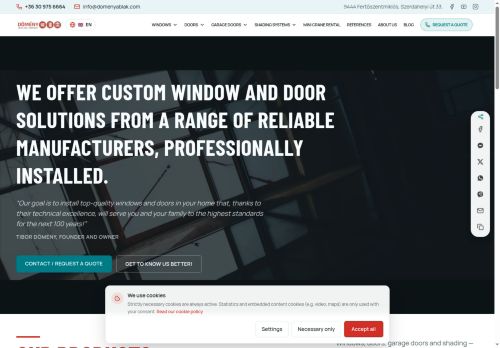 +36 30 975 6664
info@domenyablak.com
9444 Fertőszentmiklós, Szerdahelyi út 33.
DÖMÉNY
EN
WINDOWS
DOORS
GARAGE DOORS
SHADING SYSTEMS
MINI CRANE RENTAL
REFERENCES
ABOUT US
BLOG
REQUEST A QUOTE
WE OFFER CUSTOM WINDOW AND DOOR
SOLUTIONS FROM A RANGE OF RELIABLE
MANUFACTURERS, PROFESSIONALLY
INSTALLED.
"Our goal is to install top-quality windows and doors in your home that, thanks to
their technical excellence, will serve you and your family to the highest standards
for the next 100 years!"
TIBOR DÖMÉNY, FOUNDER AND OWNER
CONTACT / REQUEST A QUOTE
GET TO KNOW US BETTER!
We use cookies
Strictly necessary cookies are always active. Statistics and embedded content cookies (e.g. video, maps) are only used with
your consent. Read our cookie policy
Settings
Necessary only
Accept all
OUR PRODUCTS
Windows, doors, garage doors and shading —